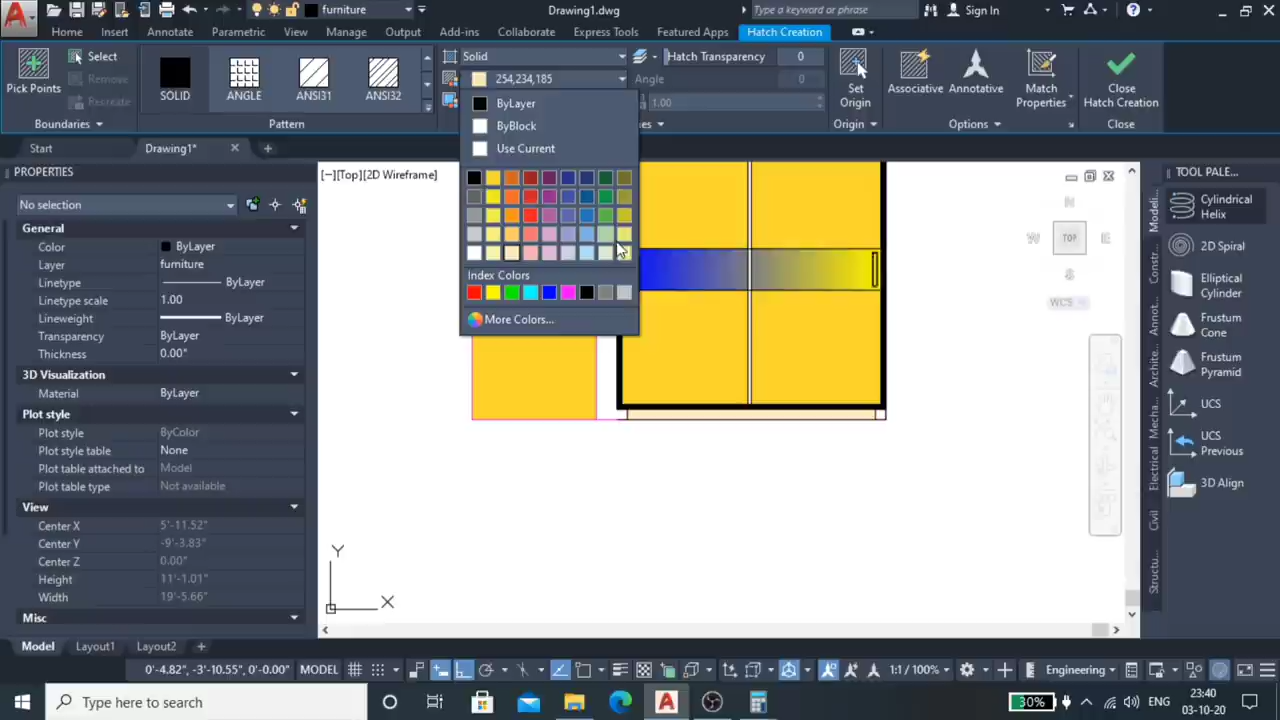 furniture
Drawing1.dwg
Type a keyword or phrase
Sign In
Home Insert Annotate Parametric View Manage Output Add-ins Collaborate Express Tools Featured Apps Hatch Creation
Pick Points
Select
Remove
Recreate
Boundaries
SOLID
ANGLE
ANSI31
ANSI32
Pattern
Solid
254,234,185
Hatch Transparency 0
Angle 0
1.00
Set
Origin
Origin
Associative
Annotative
Match
Properties
Options
Close
Hatch Creation
Close
ByLayer
ByBlock
Use Current
Index Colors
More Colors...
Start
Drawing1*
PROPERTIES
No selection
General
Color ByLayer
Layer furniture
Linetype ByLayer
Linetype scale 1.00
Lineweight ByLayer
Transparency ByLayer
Thickness 0.00"
3D Visualization
Material ByLayer
Plot style
Plot style ByColor
Plot style table None
Plot table attached to Model
Plot table type Not available
View
Center X 5'-11.52"
Center Y -9'-3.83"
Center Z 0.00"
Height 11'-1.01"
Width 19'-5.66"
Misc
[−][Top][2D Wireframe]
N
W TOP E
S
WCS
Y
X
TOOL PALE...
Cylindrical
Helix
2D Spiral
Elliptical
Cylinder
Frustum
Cone
Frustum
Pyramid
UCS
UCS
Previous
3D Align
Modeli...
Constr...
Annot...
Archite...
Mecha...
Electrical
Civil
Structu...
Model Layout1 Layout2
0'-4.82", -3'-10.55", 0'-0.00" MODEL
1:1 / 100%
Engineering
Type here to search
30%
ENG
23:40
03-10-20